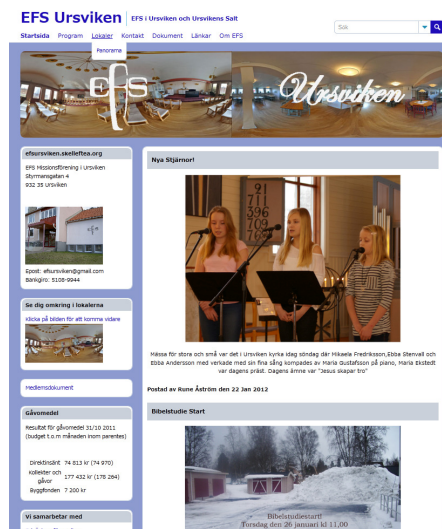 EFS Ursviken
EFS i Ursviken och Ursvikens Salt
Sök
Startsida Program Lokaler Kontakt Dokument Länkar Om EFS
Panorama
efs
Ursviken
efsursviken.skelleftea.org
EFS Missionsförening i Ursviken
Styrmansgatan 4
932 35 Ursviken
efs
Epost: efsursviken@gmail.com
Bankgiro: 5108-9944
Se dig omkring i lokalerna
Klicka på bilden för att komma vidare
Medlemsdokument
Gåvomedel
Resultat för gåvomedel 31/10 2011
(budget t.o.m månaden inom parentes)
Direktinsänt 74 813 kr (74 970)
Kollekter och gåvor 177 432 kr (178 264)
Byggfonden 7 200 kr
Vi samarbetar med
Nya Stjärnor!
21
711
396
709
Mässa för stora och små var det i Ursviken kyrka idag söndag där Mikaela Fredriksson,Ebba Stenvall och
Ebba Andersson med verkade med sin fina sång kompades av Maria Gustafsson på piano, Maria Ekstedt
var dagens präst. Dagens ämne var "Jesus skapar tro"
Postad av Rune Åström den 22 Jan 2012
Bibelstudie Start
Bibelstudiestart!
Torsdag den 26 januari kl 11,00